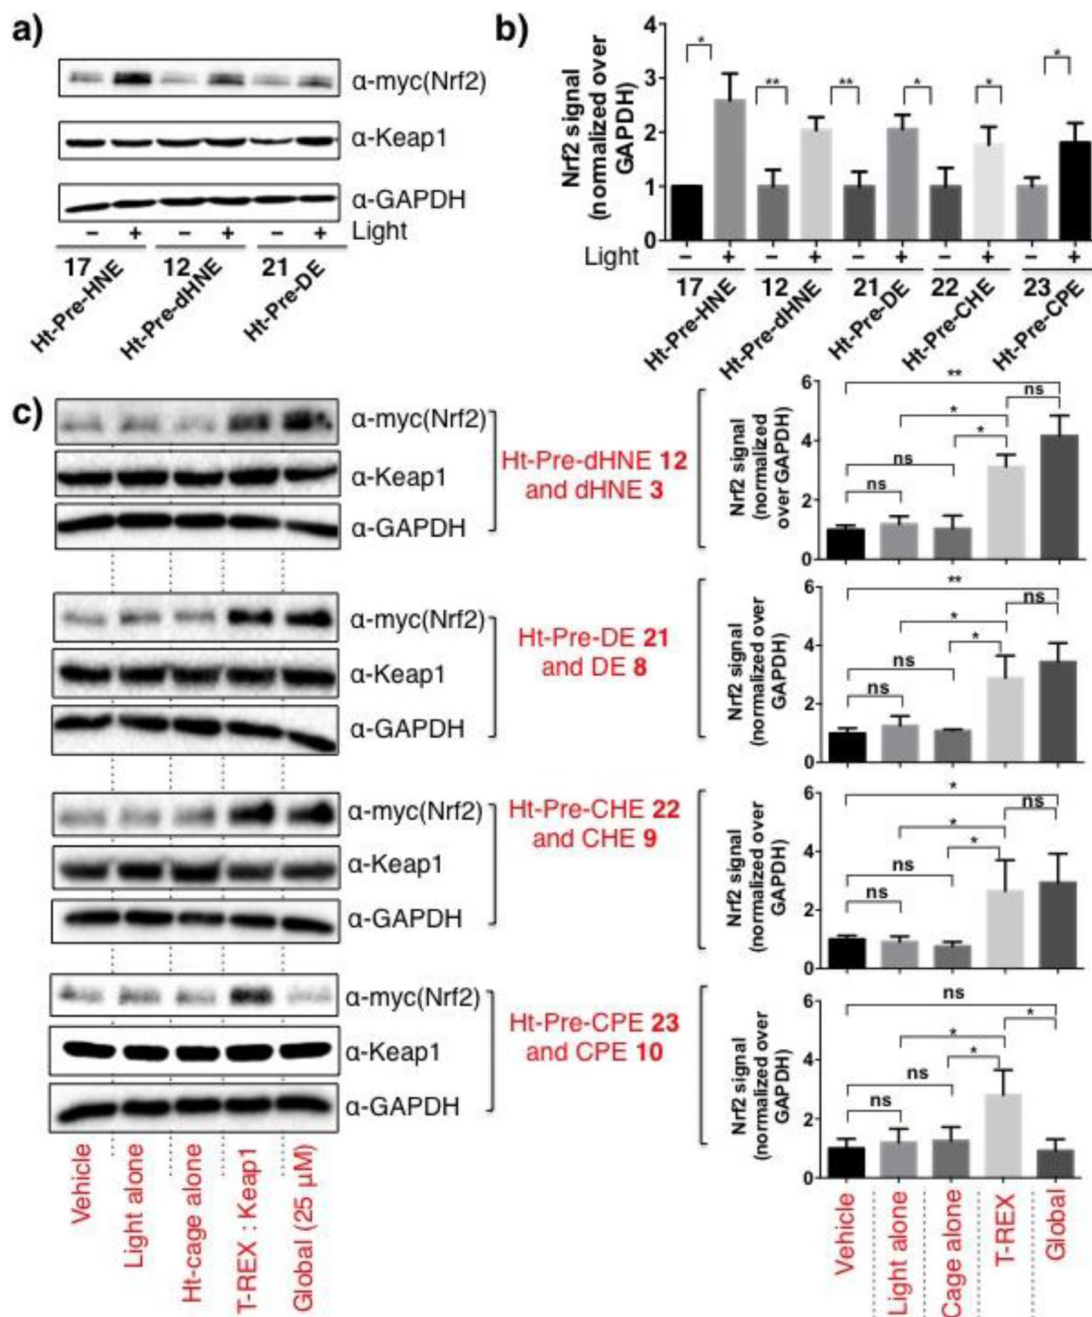 a)
α-myc(Nrf2)
α-Keap1
α-GAPDH
− + − + − + Light
17 12 21
Ht-Pre-HNE Ht-Pre-dHNE Ht-Pre-DE
b)
Nrf2 signal
(normalized over
GAPDH)
4
3
2
1
0
* ** ** * * *
Light − + − + − + − + − +
17 12 21 22 23
Ht-Pre-HNE Ht-Pre-dHNE Ht-Pre-DE Ht-Pre-CHE Ht-Pre-CPE
c)
α-myc(Nrf2)
α-Keap1
α-GAPDH
Ht-Pre-dHNE 12
and dHNE 3
Nrf2 signal
(normalized
over GAPDH)
6
4
2
0
**
ns
*
*
ns
ns
α-myc(Nrf2)
α-Keap1
α-GAPDH
Ht-Pre-DE 21
and DE 8
Nrf2 signal
(normalized over
GAPDH)
6
4
2
0
**
ns
*
*
ns
ns
α-myc(Nrf2)
α-Keap1
α-GAPDH
Ht-Pre-CHE 22
and CHE 9
Nrf2 signal
(normalized over
GAPDH)
6
4
2
0
*
ns
*
*
ns
ns
α-myc(Nrf2)
α-Keap1
α-GAPDH
Ht-Pre-CPE 23
and CPE 10
Nrf2 signal
(normalized over
GAPDH)
6
4
2
0
ns
*
*
*
ns
ns
Vehicle
Light alone
Ht-cage alone
T-REX : Keap1
Global (25 μM)
Vehicle
Light alone
Cage alone
T-REX
Global